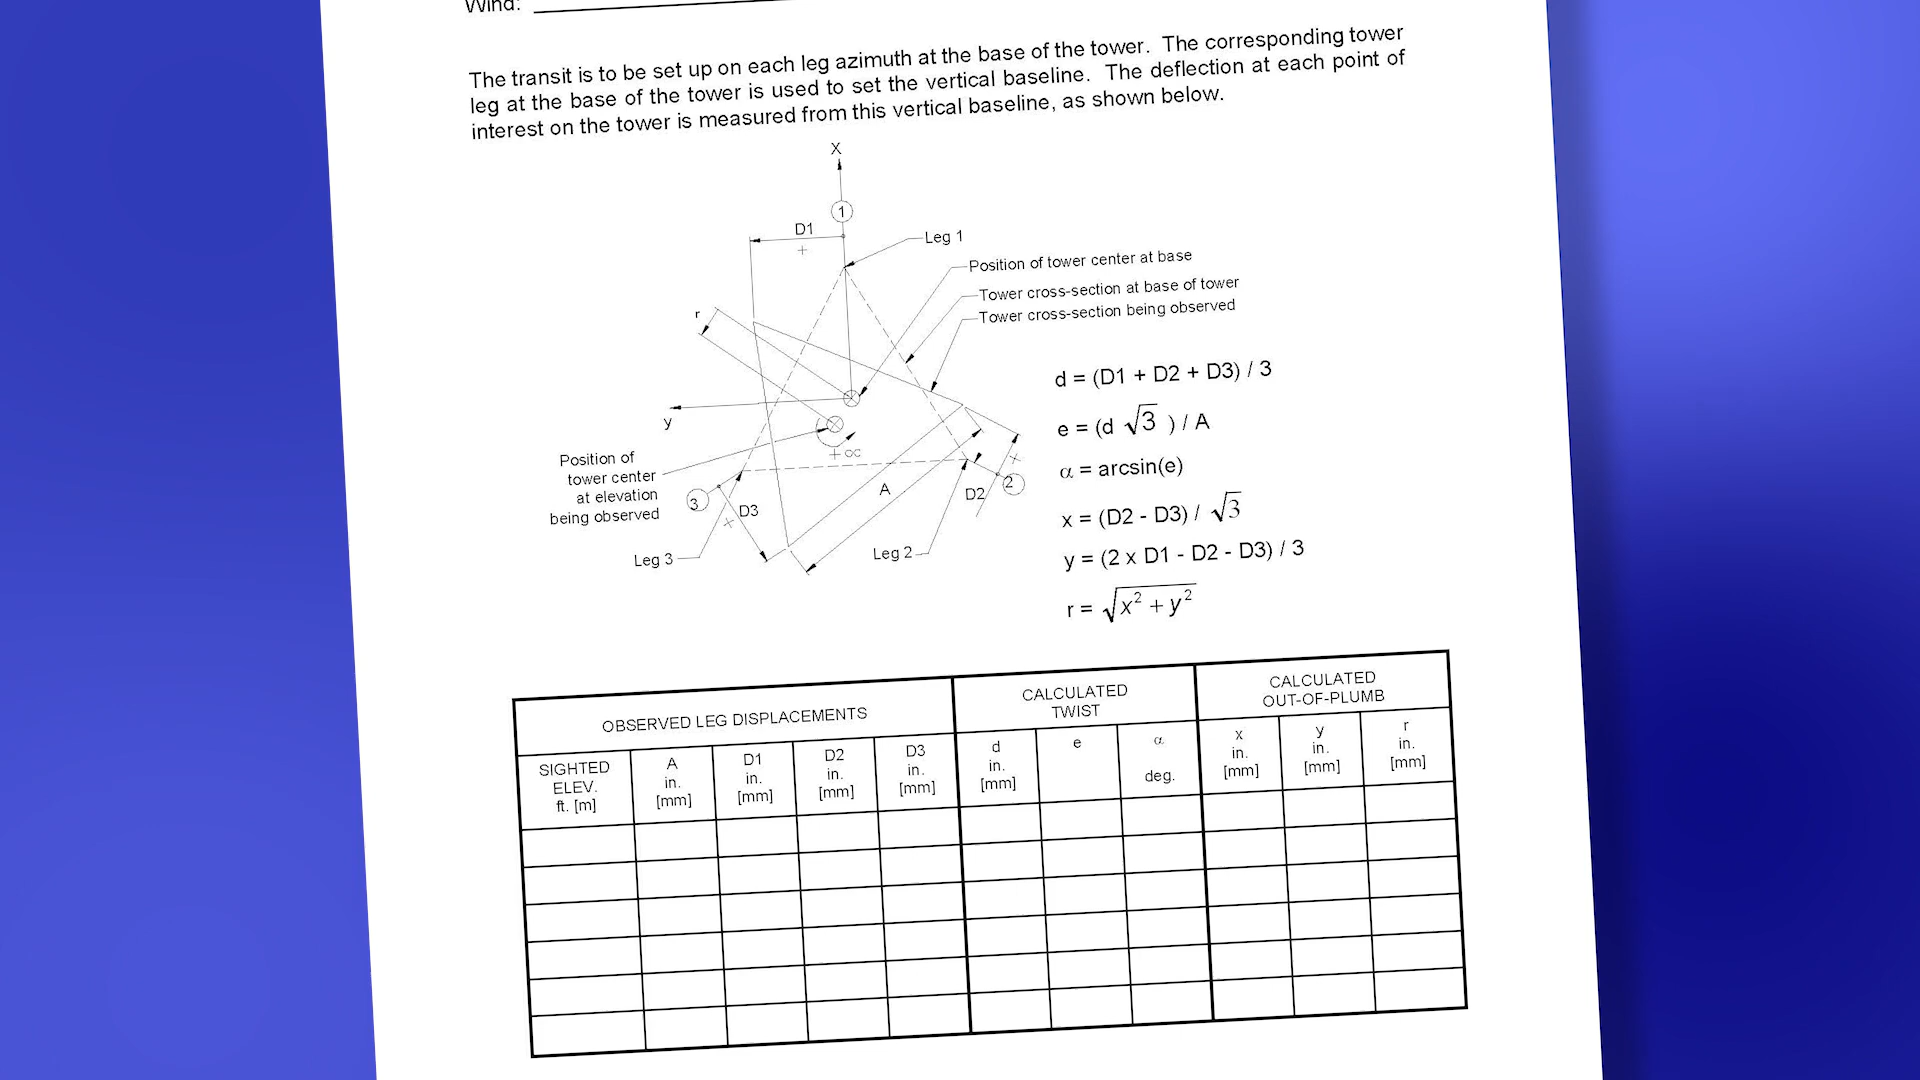 Wind:
The transit is to be set up on each leg azimuth at the base of the tower. The corresponding tower
leg at the base of the tower is used to set the vertical baseline. The deflection at each point of
interest on the tower is measured from this vertical baseline, as shown below.
X
1
D1
+
Leg 1
Position of tower center at base
Tower cross-section at base of tower
Tower cross-section being observed
r
y
+ ∝
Position of
tower center
at elevation
being observed
3
D3
+
Leg 3
A
D2
+
2
Leg 2
d = (D1 + D2 + D3) / 3
e = (d √3 ) / A
α = arcsin(e)
x = (D2 - D3) / √3
y = (2 x D1 - D2 - D3) / 3
r = √x² + y²
OBSERVED LEG DISPLACEMENTS
CALCULATED
TWIST
CALCULATED
OUT-OF-PLUMB
SIGHTED
ELEV.
ft. [m]
A
in.
[mm]
D1
in.
[mm]
D2
in.
[mm]
D3
in.
[mm]
d
in.
[mm]
e
α
deg.
x
in.
[mm]
y
in.
[mm]
r
in.
[mm]